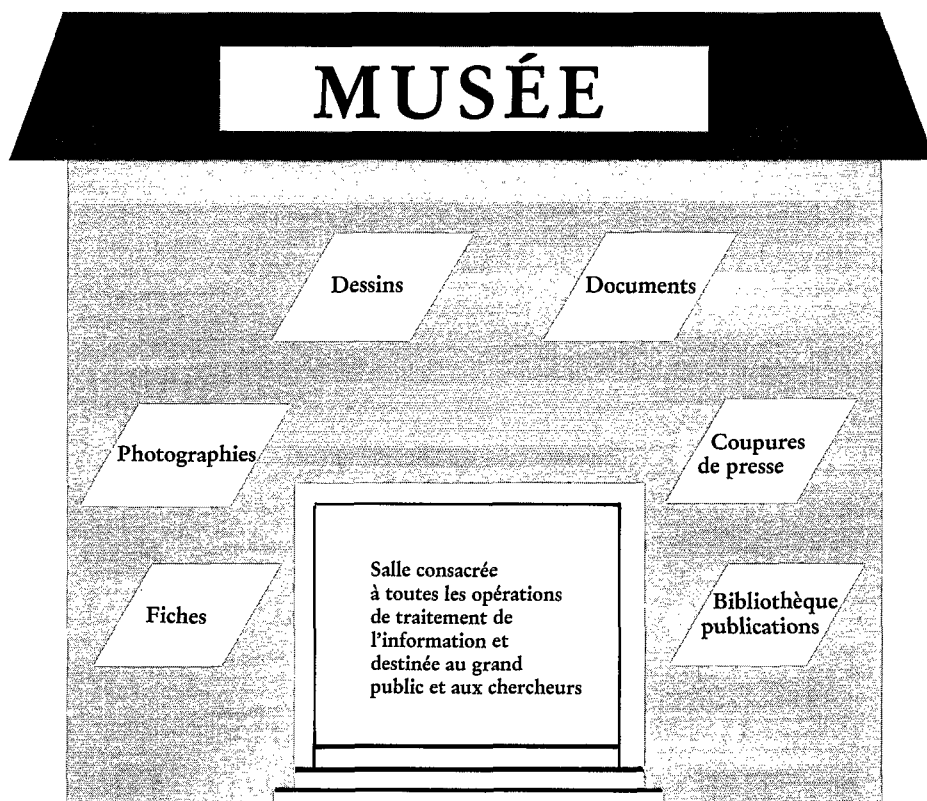 MUSÉE
Dessins
Documents
Photographies
Coupures
de presse
Fiches
Salle consacrée
à toutes les opérations
de traitement de
l'information et
destinée au grand
public et aux chercheurs
Bibliothèque
publications